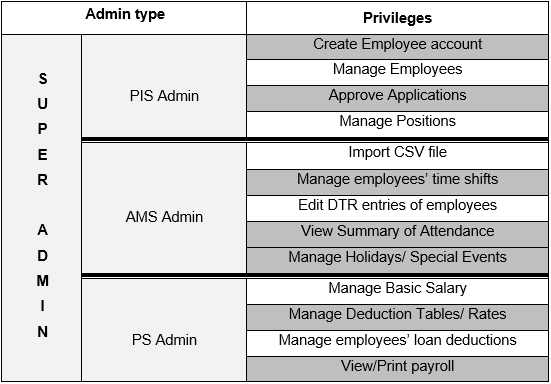 Admin type
Privileges
SUPER ADMIN
PIS Admin
Create Employee account
Manage Employees
Approve Applications
Manage Positions
AMS Admin
Import CSV file
Manage employees’ time shifts
Edit DTR entries of employees
View Summary of Attendance
Manage Holidays/ Special Events
PS Admin
Manage Basic Salary
Manage Deduction Tables/ Rates
Manage employees’ loan deductions
View/Print payroll